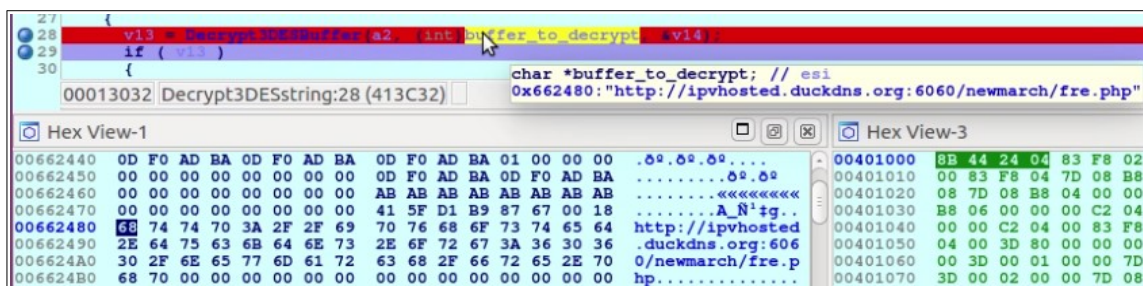 27 {
28 v13 = Decrypt3DESBuffer(a2, (int)buffer_to_decrypt, &v14);
29 if ( v13 )
30 {
char *buffer_to_decrypt; // esi
0x662480:"http://ipvhosted.duckdns.org:6060/newmarch/fre.php"
00013032 Decrypt3DESstring:28 (413C32)
Hex View-1
00662440 0D F0 AD BA 0D F0 AD BA 0D F0 AD BA 01 00 00 00 .ðº.ðº.ðº....
00662450 00 00 00 00 00 00 00 00 0D F0 AD BA 0D F0 AD BA .........ðº.ðº
00662460 00 00 00 00 00 00 00 00 AB AB AB AB AB AB AB AB ........««««««««
00662470 00 00 00 00 00 00 00 00 41 5F D1 B9 87 67 00 18 ........A_Ñ¹‡g..
00662480 68 74 74 70 3A 2F 2F 69 70 76 68 6F 73 74 65 64 http://ipvhosted
00662490 2E 64 75 63 6B 64 6E 73 2E 6F 72 67 3A 36 30 36 .duckdns.org:606
006624A0 30 2F 6E 65 77 6D 61 72 63 68 2F 66 72 65 2E 70 0/newmarch/fre.p
006624B0 68 70 00 00 00 00 00 00 00 00 00 00 00 00 00 00 hp..............
Hex View-3
00401000 8B 44 24 04 83 F8 02
00401010 00 83 F8 04 7D 08 B8
00401020 08 7D 08 B8 04 00 00
00401030 B8 06 00 00 00 C2 04
00401040 00 00 C2 04 00 83 F8
00401050 04 00 3D 80 00 00 00
00401060 00 3D 00 01 00 00 7D
00401070 3D 00 02 00 00 7D 08